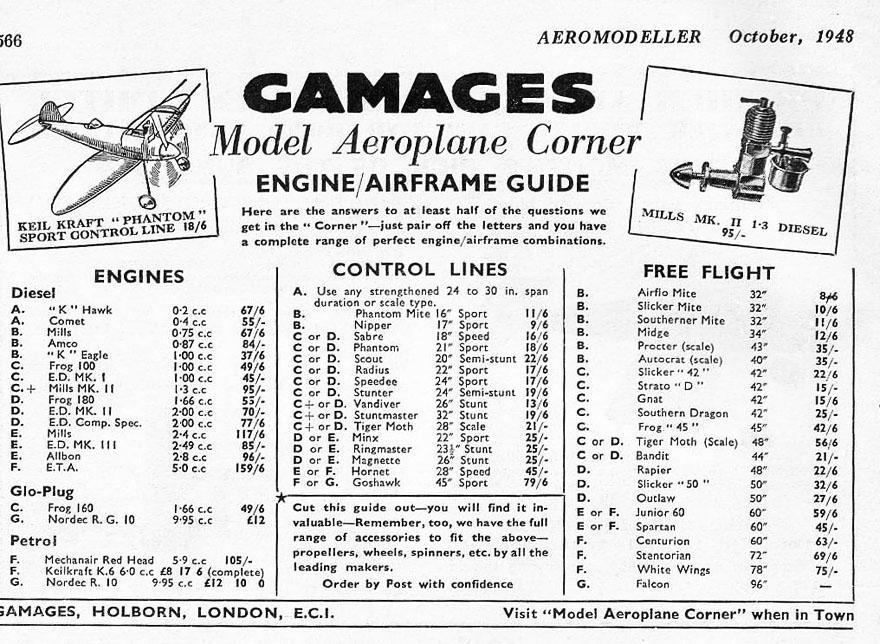 566
AEROMODELLER October, 1948
GAMAGES
Model Aeroplane Corner
ENGINE/AIRFRAME GUIDE
Here are the answers to at least half of the questions we
get in the "Corner"—just pair off the letters and you have
a complete range of perfect engine/airframe combinations.
KEIL KRAFT "PHANTOM"
SPORT CONTROL LINE 18/6
MILLS MK. II 1·3 DIESEL
95/-
ENGINES
Diesel
A. "K" Hawk 0·2 c.c 67/6
A. Comet 0·4 c.c 55/-
B. Mills 0·75 c.c 67/6
B. Amco 0·87 c.c 84/-
B. "K" Eagle 1·00 c.c 37/6
C. Frog 100 1·00 c.c 49/6
C. E.D. MK. I 1·00 c.c 45/-
C.+ Mills MK. II 1·3 c.c 95/-
D. Frog 180 1·66 c.c 55/-
D. E.D. MK. II 2·00 c.c 70/-
D. E.D. Comp. Spec. 2·00 c.c 77/6
E. Mills 2·4 c.c 117/6
E. E.D. MK. III 2·49 c.c 85/-
E. Allbon 2·8 c.c 96/-
F. E.T.A. 5·0 c.c 159/6
Glo-Plug
C. Frog 160 1·66 c.c 49/6
G. Nordec R. G. 10 9·95 c.c £12
Petrol
F. Mechanair Red Head 5·9 c.c 105/-
F. Keilkraft K.6 6·0 c.c £8 17 6 (complete)
G. Nordec R. 10 9·95 c.c £12 10 0
CONTROL LINES
A. Use any strengthened 24 to 30 in. span
duration or scale type.
B. Phantom Mite 16" Sport 11/6
B. Nipper 17" Sport 9/6
C or D. Sabre 18" Speed 16/6
C or D. Phantom 21" Sport 18/6
C or D. Scout 20" Semi-stunt 22/6
C or D. Radius 22" Sport 17/6
C or D. Speedee 24" Sport 17/6
C or D. Stunter 24" Semi-stunt 19/6
C+ or D. Vandiver 26" Stunt 13/6
C+ or D. Stuntmaster 32" Stunt 19/6
C+ or D. Tiger Moth 28" Scale 21/-
D or E. Minx 22" Sport 25/-
D or E. Ringmaster 23½" Stunt 25/-
D or E. Magnette 26" Stunt 25/-
E or F. Hornet 28" Speed 45/-
F or G. Goshawk 45" Sport 79/6
★ Cut this guide out—you will find it in-
valuable—Remember, too, we have the full
range of accessories to fit the above—
propellers, wheels, spinners, etc. by all the
leading makers.
Order by Post with confidence
FREE FLIGHT
B. Airflo Mite 32" 8/6
B. Slicker Mite 32" 10/6
B. Southerner Mite 32" 11/6
B. Midge 34" 12/6
B. Procter (scale) 43" 35/-
B. Autocrat (scale) 40" 35/-
C. Slicker "42" 42" 22/6
C. Strato "D" 42" 15/-
C. Gnat 42" 15/6
C. Southern Dragon 42" 25/-
C. Frog "45" 45" 42/6
C or D. Tiger Moth (Scale) 48" 56/6
C or D. Bandit 44" 21/-
D. Rapier 48" 22/6
D. Slicker "50" 50" 32/6
D. Outlaw 50" 27/6
E or F. Junior 60 60" 59/6
E or F. Spartan 60" 45/-
F. Centurion 60" 63/-
F. Stentorian 72" 69/6
F. White Wings 78" 75/-
G. Falcon 96" —
GAMAGES, HOLBORN, LONDON, E.C.I.
Visit "Model Aeroplane Corner" when in Town